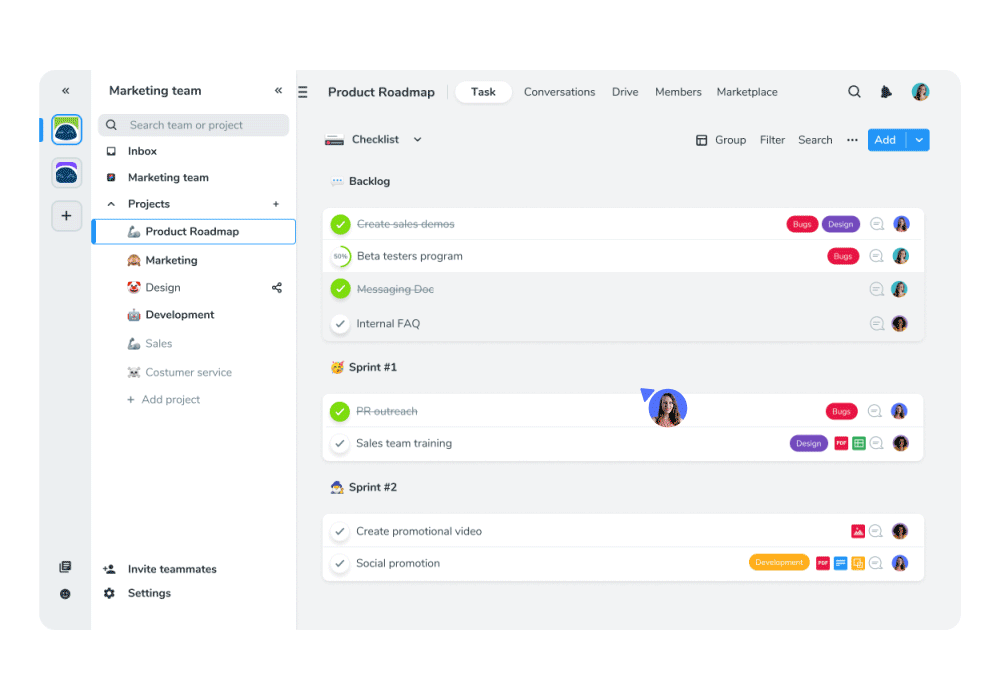 Marketing team
Search team or project
Inbox
Marketing team
Projects
Product Roadmap
Marketing
Design
Development
Sales
Costumer service
+ Add project
Invite teammates
Settings
Product Roadmap Task Conversations Drive Members Marketplace
Checklist Group Filter Search ... Add
Backlog
Create sales demos Bugs Design
50% Beta testers program Bugs
Messaging Doc
Internal FAQ
Sprint #1
PR outreach Bugs
Sales team training Design PDF
Sprint #2
Create promotional video
Social promotion Development PDF